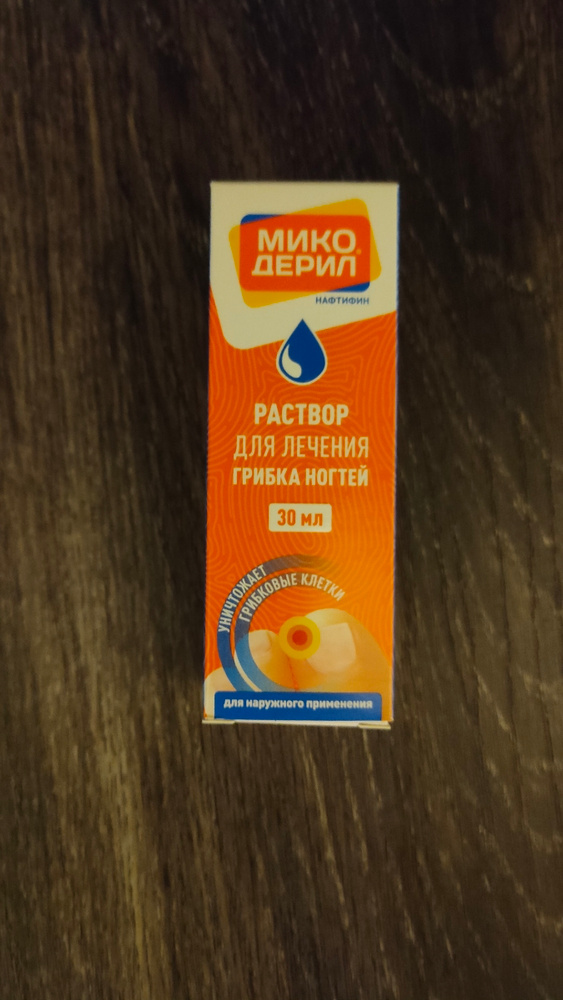 МИКО
ДЕРИЛ®
НАФТИФИН
РАСТВОР
ДЛЯ ЛЕЧЕНИЯ
ГРИБКА НОГТЕЙ
30 мл
УНИЧТОЖАЕТ
ГРИБКОВЫЕ КЛЕТКИ
для наружного применения